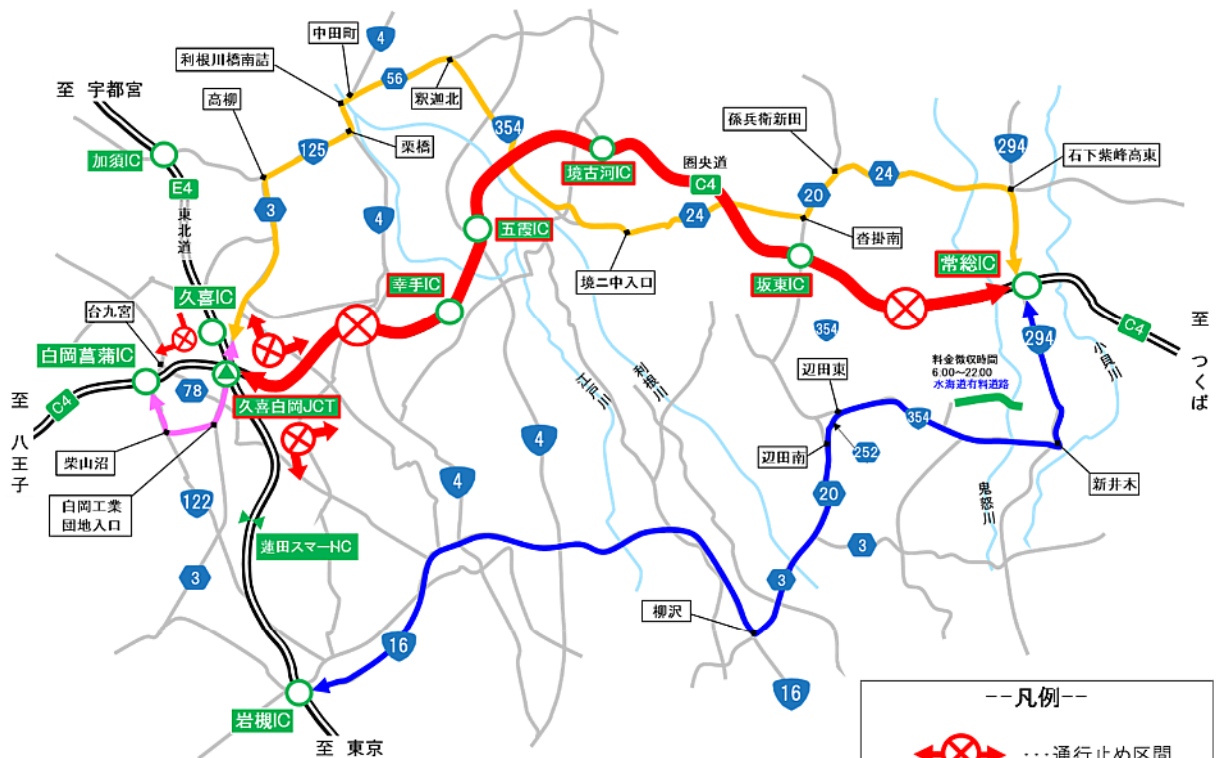 中田町
4
利根川橋南詰
至 宇都宮
56
高柳
釈迦北
孫兵衛新田
354
294
125
栗橋
石下紫峰高東
加須IC
境古河IC
圏央道
24
E4
C4
20
東北道
3
4
24
五霞IC
沓掛南
境二中入口
坂東IC
常総IC
幸手IC
久喜IC
台九宮
至 つくば
C4
白岡菖蒲IC
354
294
小貝川
料金徴収時間
6:00～22:00
水海道有料道路
利根川
江戸川
辺田東
78
至 八王子
C4
久喜白岡JCT
354
4
252
辺田南
柴山沼
新井木
4
20
白岡工業
団地入口
122
鬼怒川
蓮田スマートIC
3
3
3
柳沢
16
16
岩槻IC
至 東京
--凡例--
･･･通行止め区間